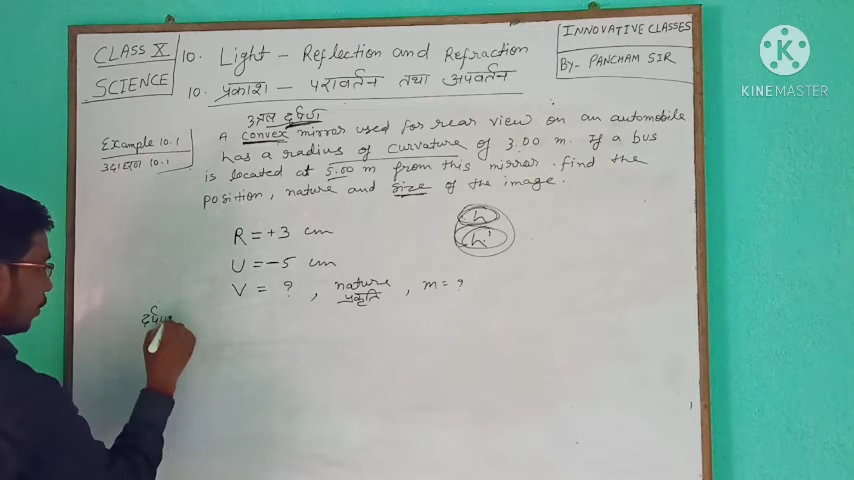 CLASS X
SCIENCE
10. Light - Reflection and Refraction
10. प्रकाश - परावर्तन तथा अपवर्तन
INNOVATIVE CLASSES
By- PANCHAM SIR
KINEMASTER
Example 10.1
उदाहरण 10.1
दर्पण
A convex mirror used for rear view on an automobile
has a radius of curvature of 3.00 m. If a bus
is located at 5.00 m from this mirror. find the
position, nature and size of the image.
h
h'
R = +3 cm
U = -5 cm
V = ? , nature , m = ?
प्रकृति